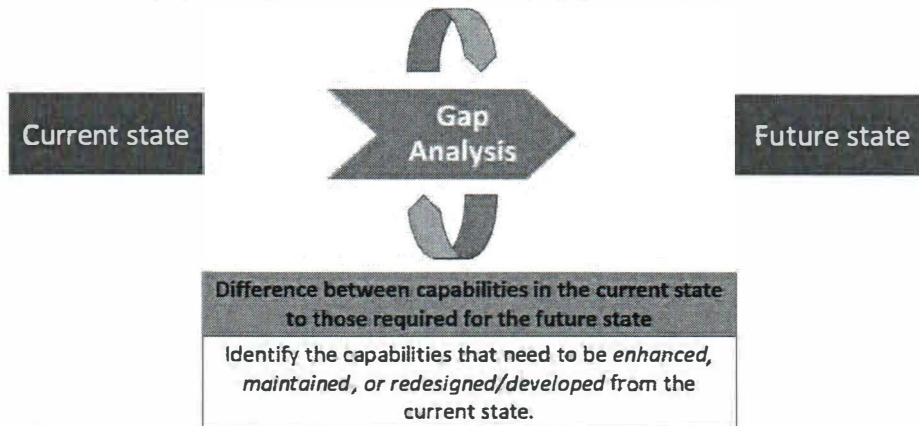 Current state
Gap
Analysis
Future state
Difference between capabilities in the current state
to those required for the future state
Identify the capabilities that need to be enhanced,
maintained, or redesigned/developed from the
current state.